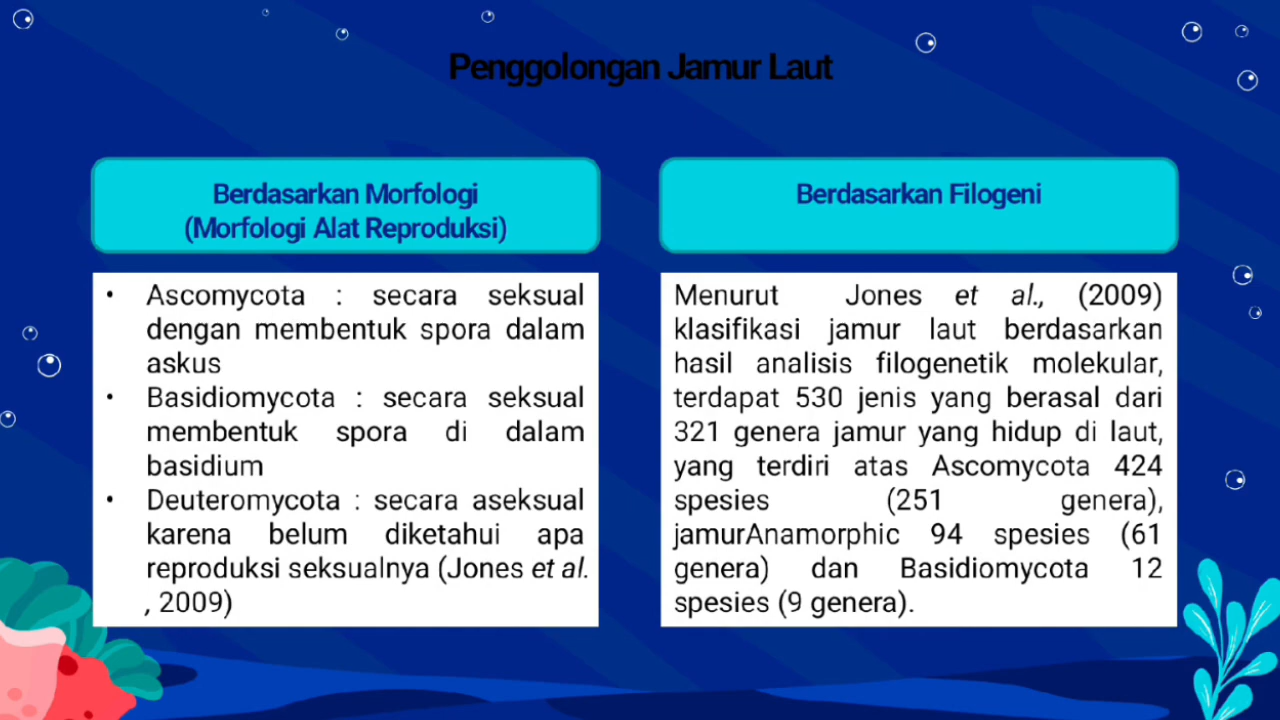 Penggolongan Jamur Laut
Berdasarkan Morfologi
(Morfologi Alat Reproduksi)
• Ascomycota : secara seksual
dengan membentuk spora dalam
askus
• Basidiomycota : secara seksual
membentuk spora di dalam
basidium
• Deuteromycota : secara aseksual
karena belum diketahui apa
reproduksi seksualnya (Jones et al.
, 2009)
Berdasarkan Filogeni
Menurut Jones et al., (2009)
klasifikasi jamur laut berdasarkan
hasil analisis filogenetik molekular,
terdapat 530 jenis yang berasal dari
321 genera jamur yang hidup di laut,
yang terdiri atas Ascomycota 424
spesies (251 genera),
jamurAnamorphic 94 spesies (61
genera) dan Basidiomycota 12
spesies (9 genera).